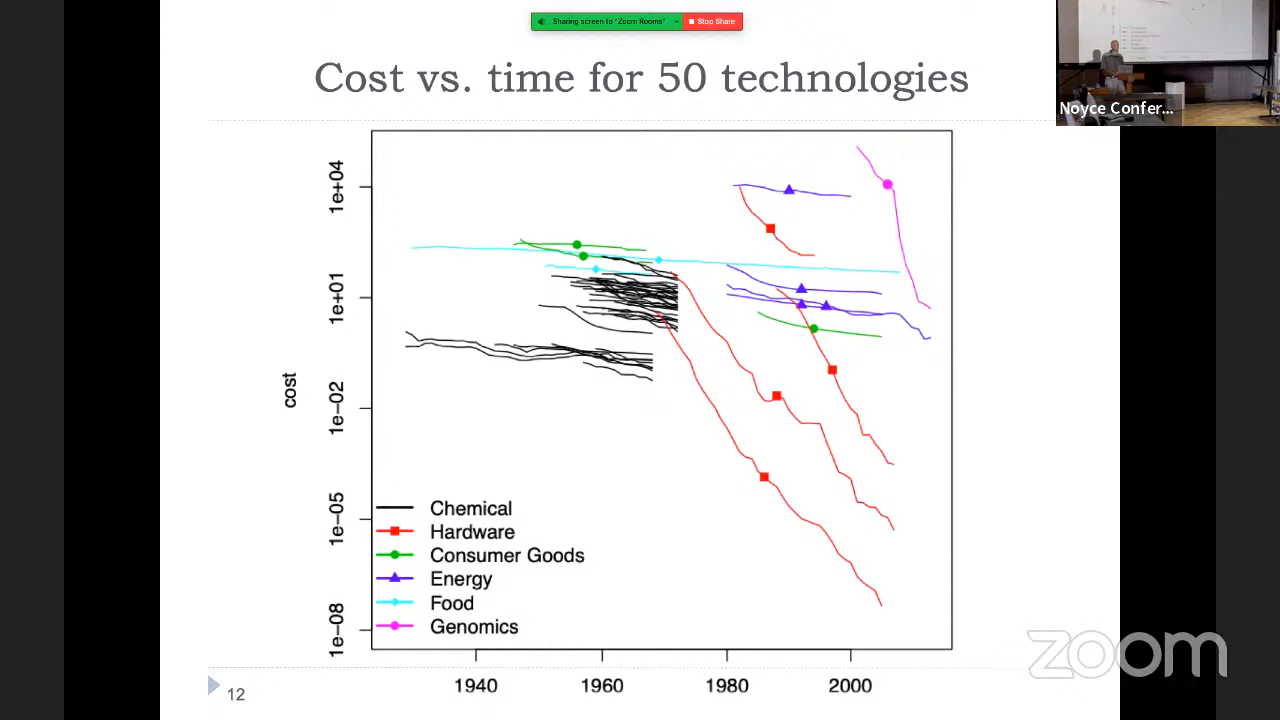 Sharing screen to "Zoom Rooms"
Stop Share
Cost vs. time for 50 technologies
Noyce Confer...
1e+04
1e+01
1e-02
1e-05
1e-08
cost
Chemical
Hardware
Consumer Goods
Energy
Food
Genomics
1940
1960
1980
2000
12
zoom